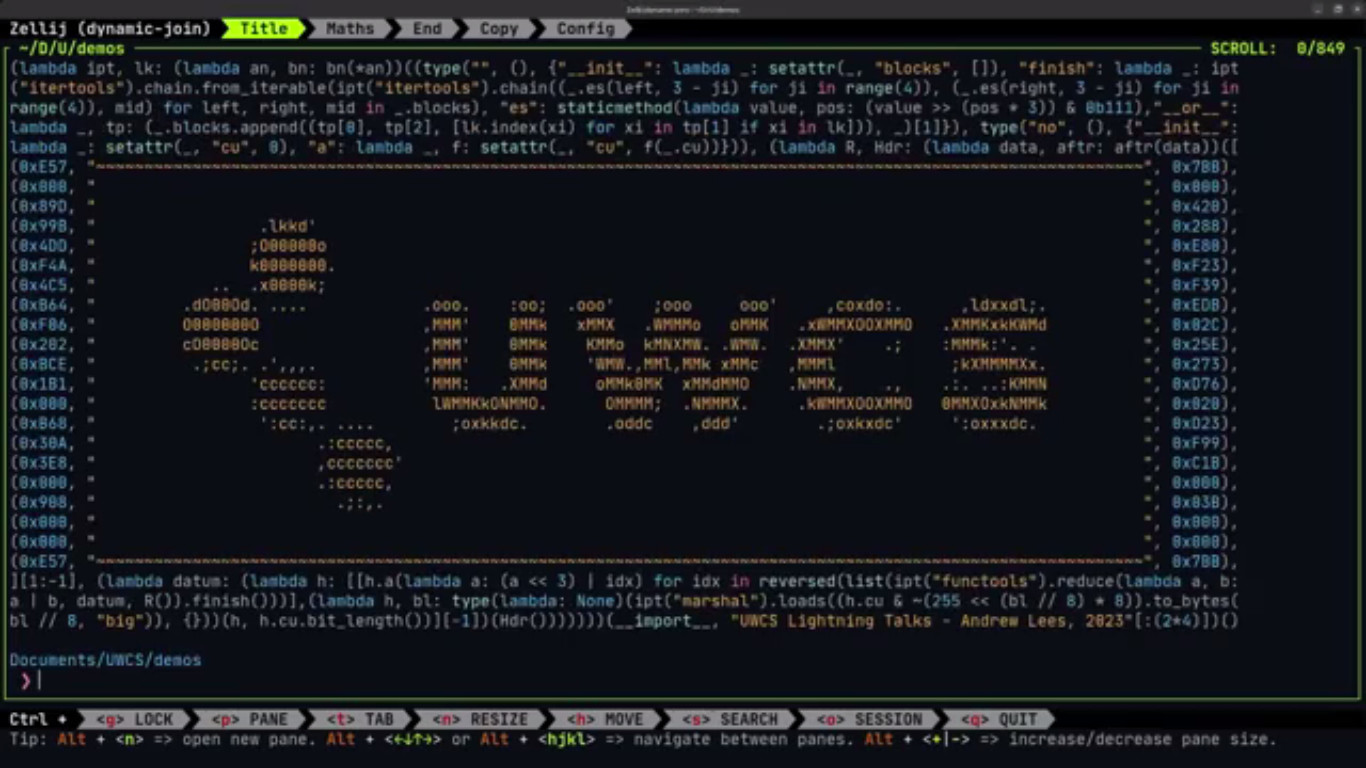 Zellij (dynamic-join) Title Maths End Copy Config
~/D/U/demos SCROLL: 0/849
(lambda ipt, lk: (lambda an, bn: bn(*an))((type("", (), {"__init__": lambda _: setattr(_, "blocks", []), "finish": lambda _: ipt
("itertools").chain.from_iterable(ipt("itertools").chain((_.es(left, 3 - ji) for ji in range(4)), (_.es(right, 3 - ji) for ji in
range(4)), mid) for left, right, mid in _.blocks), "es": staticmethod(lambda value, pos: (value >> (pos * 3)) & 0b111),"__or__":
lambda _, tp: (_.blocks.append((tp[0], tp[2], [lk.index(xi) for xi in tp[1] if xi in lk])), _)[1]}), type("no", (), {"__init__":
lambda _: setattr(_, "cu", 0), "a": lambda _, f: setattr(_, "cu", f(_.cu))})), (lambda R, Hdr: (lambda data, aftr: aftr(data))([
(0xE57, "~~~~~~~~~~~~~~~~~~~~~~~~~~~~~~~~~~~~~~~~~~~~~~~~~~~~~~~~~~~~~~~~~~~~~~~~~~~~~~~~~~~~~~~~~~~~~~~~~~~~~~~~~~~~~~~", 0x7BB),
(0x000, " ", 0x000),
(0x89D, " ", 0x420),
(0x99B, " .lkkd' ", 0x288),
(0x4DD, " ;O00000o ", 0xE80),
(0xF4A, " k0000000. ", 0xF23),
(0x4C5, " .. .x0000k; ", 0xF39),
(0xB64, " .dO00Od. .... .ooo. :oo; .ooo' ;ooo ooo' ,coxdo:. .ldxxdl;. ", 0xEDB),
(0xF06, " OOOOOOOO ,MMM' 0MMk xMMX .WMMMo oMMK .xWMMXOOXMMO .XMMKxkKWMd ", 0x82C),
(0x202, " cO00000c ,MMM' 0MMk KMMo kMNXMW. .WMW. .XMMX' .; :MMMk:'. . ", 0x25E),
(0x8CE, " .;cc;. .',,,. ,MMM' 0MMk 'WMW.,MMl,MMk xMMc ,MMMl ;kXMMMMXx. ", 0x273),
(0x1B1, " 'cccccc: 'MMM: .XMMd oMMk0MK xMMdMMO .NMMX, ., .:. ..:KMMN ", 0xD76),
(0x000, " :ccccccc lWMMKkONMMO. OMMMM; .NMMMX. .kWMMXOOXMMO 0MMXOxkNMMk ", 0x020),
(0xB68, " ':cc:,. .... ;oxkkdc. .oddc ,ddd' .;oxkxdc' ':oxxxdc. ", 0xD23),
(0x30A, " .:ccccc, ", 0xF99),
(0x3E8, " ,ccccccc' ", 0xC1B),
(0x000, " .:ccccc, ", 0x000),
(0x908, " .;:,. ", 0x03B),
(0x000, " ", 0x000),
(0x000, " ", 0x000),
(0xE57, "~~~~~~~~~~~~~~~~~~~~~~~~~~~~~~~~~~~~~~~~~~~~~~~~~~~~~~~~~~~~~~~~~~~~~~~~~~~~~~~~~~~~~~~~~~~~~~~~~~~~~~~~~~~~~~~", 0x7BB),
][1:-1], (lambda datum: (lambda h: [[h.a(lambda a: (a << 3) | idx) for idx in reversed(list(ipt("functools").reduce(lambda a, b:
a | b, datum, R()).finish()))],(lambda h, bl: type(lambda: None)(ipt("marshal").loads((h.cu & ~(255 << (bl // 8) * 8)).to_bytes(
bl // 8, "big")), {}))(h, h.cu.bit_length())][-1])(Hdr()))))))(__import__, "UWCS Lightning Talks - Andrew Lees, 2023"[:(2*4)])()
Documents/UWCS/demos
❯
Ctrl + <g> LOCK <p> PANE <t> TAB <n> RESIZE <h> MOVE <s> SEARCH <o> SESSION <q> QUIT
Tip: Alt + <n> => open new pane. Alt + <←↓↑→> or Alt + <hjkl> => navigate between panes. Alt + <+|-> => increase/decrease pane size.